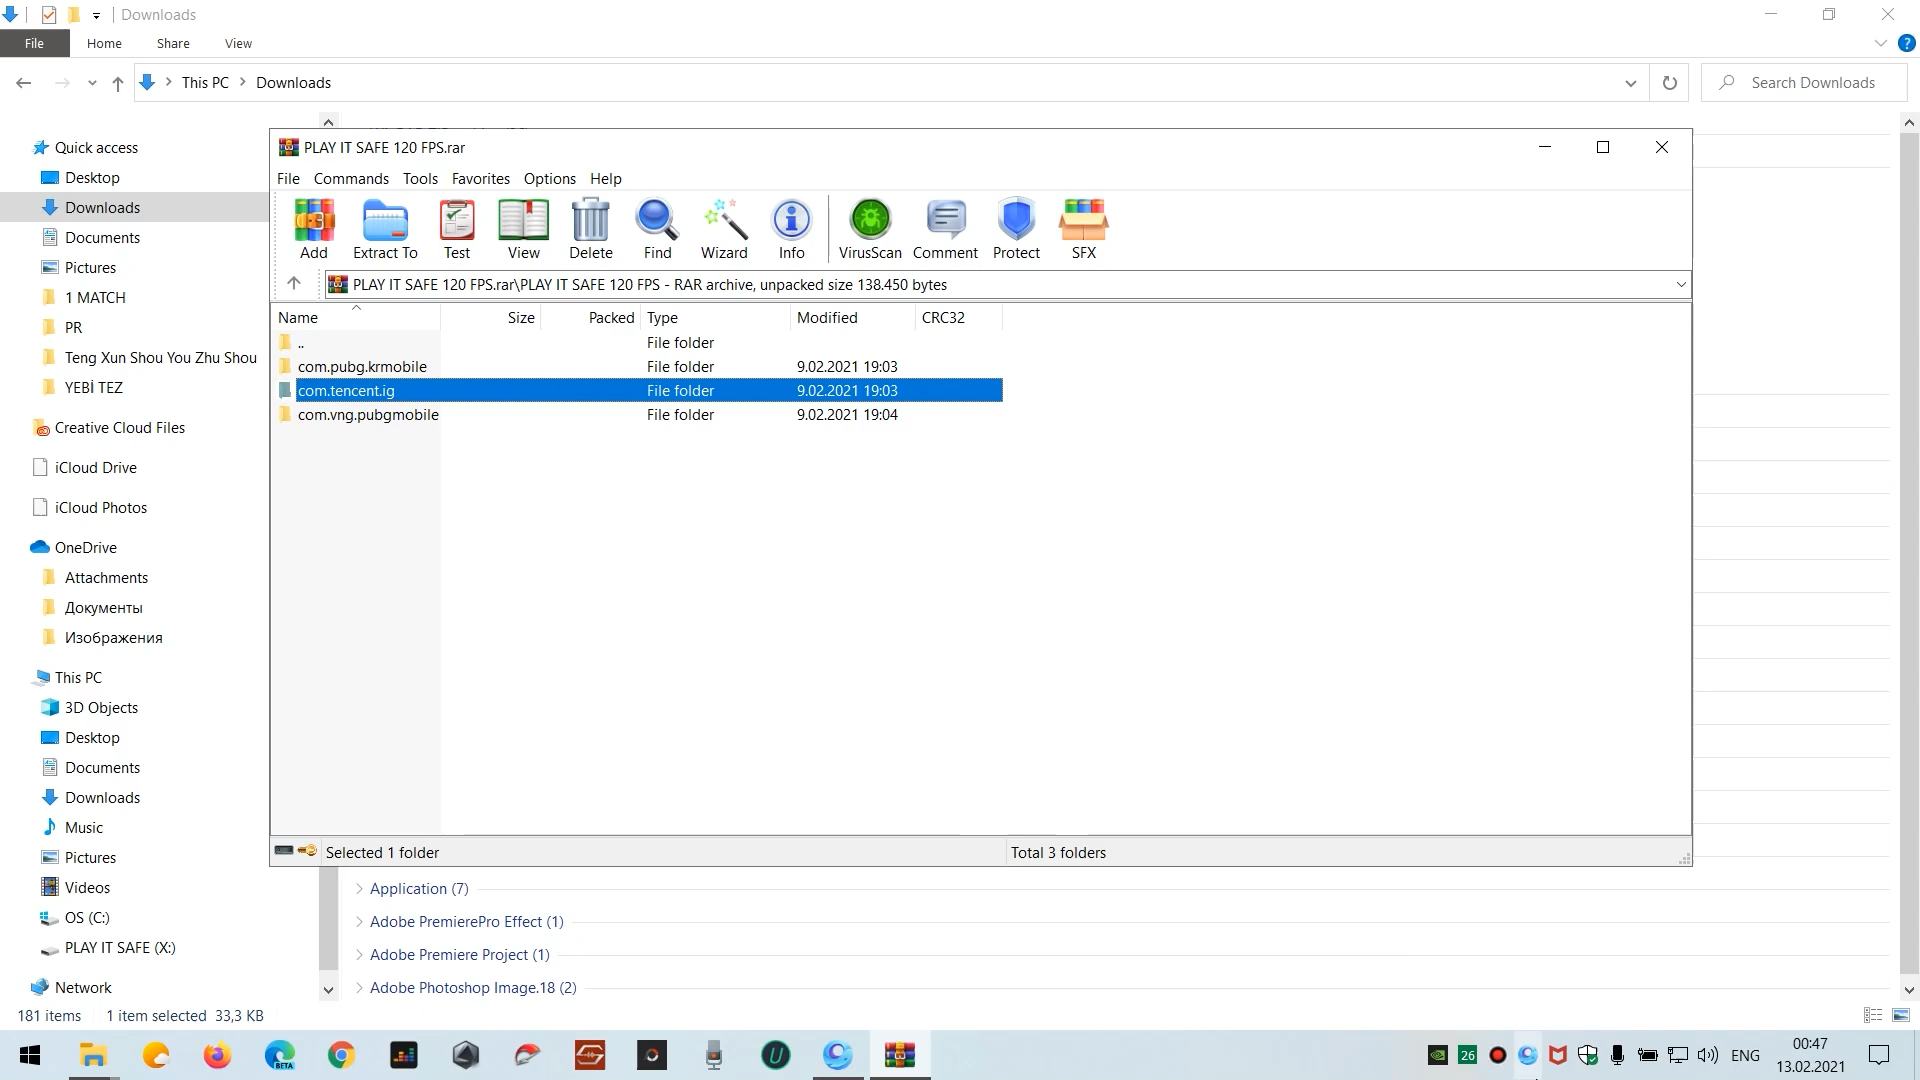 Downloads
File Home Share View
This PC > Downloads
Search Downloads
Quick access
Desktop
Downloads
Documents
Pictures
1 MATCH
PR
Teng Xun Shou You Zhu Shou
YEBİ TEZ
Creative Cloud Files
iCloud Drive
iCloud Photos
OneDrive
Attachments
Документы
Изображения
This PC
3D Objects
Desktop
Documents
Downloads
Music
Pictures
Videos
OS (C:)
PLAY IT SAFE (X:)
Network
PLAY IT SAFE 120 FPS.rar
File Commands Tools Favorites Options Help
Add Extract To Test View Delete Find Wizard Info VirusScan Comment Protect SFX
PLAY IT SAFE 120 FPS.rar\PLAY IT SAFE 120 FPS - RAR archive, unpacked size 138.450 bytes
Name Size Packed Type Modified CRC32
.. File folder
com.pubg.krmobile File folder 9.02.2021 19:03
com.tencent.ig File folder 9.02.2021 19:03
com.vng.pubgmobile File folder 9.02.2021 19:04
Selected 1 folder Total 3 folders
Application (7)
Adobe PremierePro Effect (1)
Adobe Premiere Project (1)
Adobe Photoshop Image.18 (2)
181 items 1 item selected 33,3 KB
BETA
26
ENG
00:47
13.02.2021